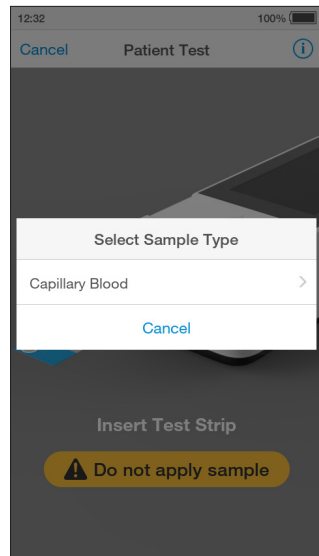 12:32 100%
Cancel Patient Test i
Select Sample Type
Capillary Blood
Cancel
Insert Test Strip
Do not apply sample